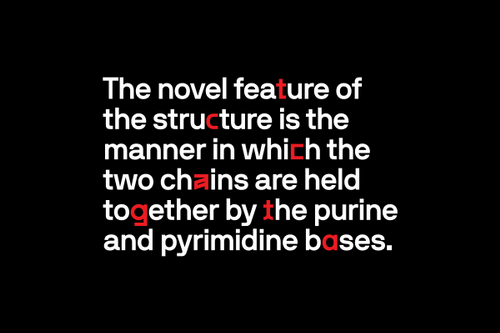 The novel feature of
the structure is the
manner in which the
two chains are held
together by the purine
and pyrimidine bases.